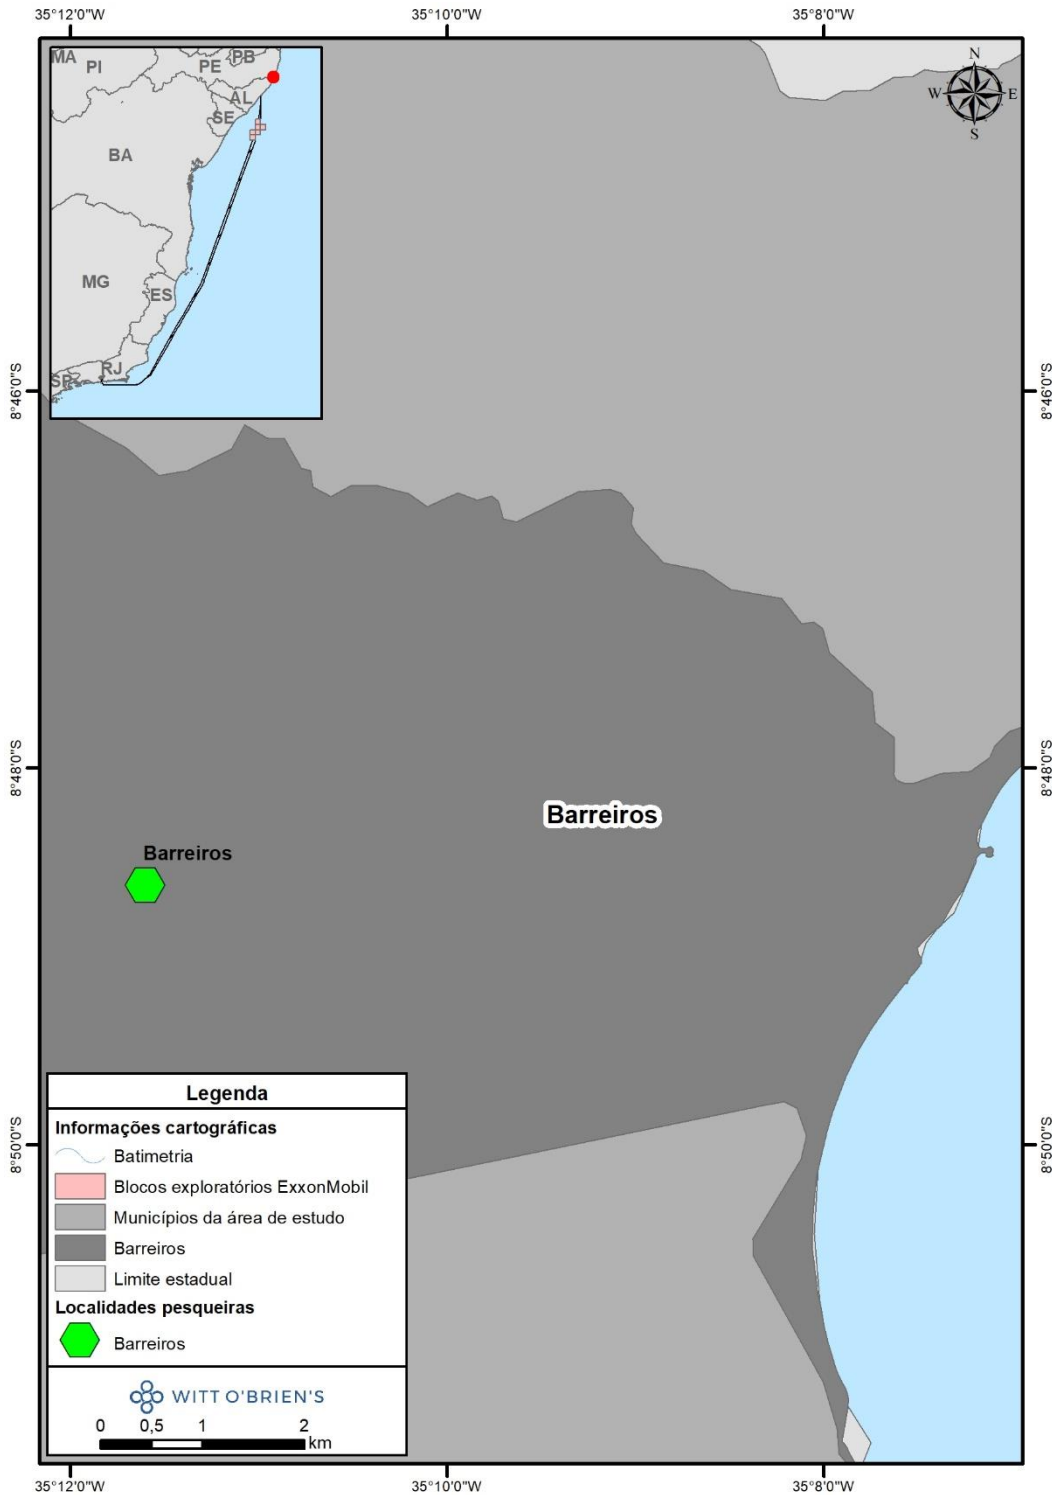 35°12'0"W 35°10'0"W 35°8'0"W
MA
PI
PE
PB
AL
SE
BA
MG
ES
RJ
SP
N
W E
S
8°46'0"S 8°46'0"S
8°48'0"S 8°48'0"S
Barreiros
Barreiros
8°50'0"S 8°50'0"S
Legenda
Informações cartográficas
Batimetria
Blocos exploratórios ExxonMobil
Municípios da área de estudo
Barreiros
Limite estadual
Localidades pesqueiras
Barreiros
WITT O'BRIEN'S
0 0,5 1 2
km
35°12'0"W 35°10'0"W 35°8'0"W